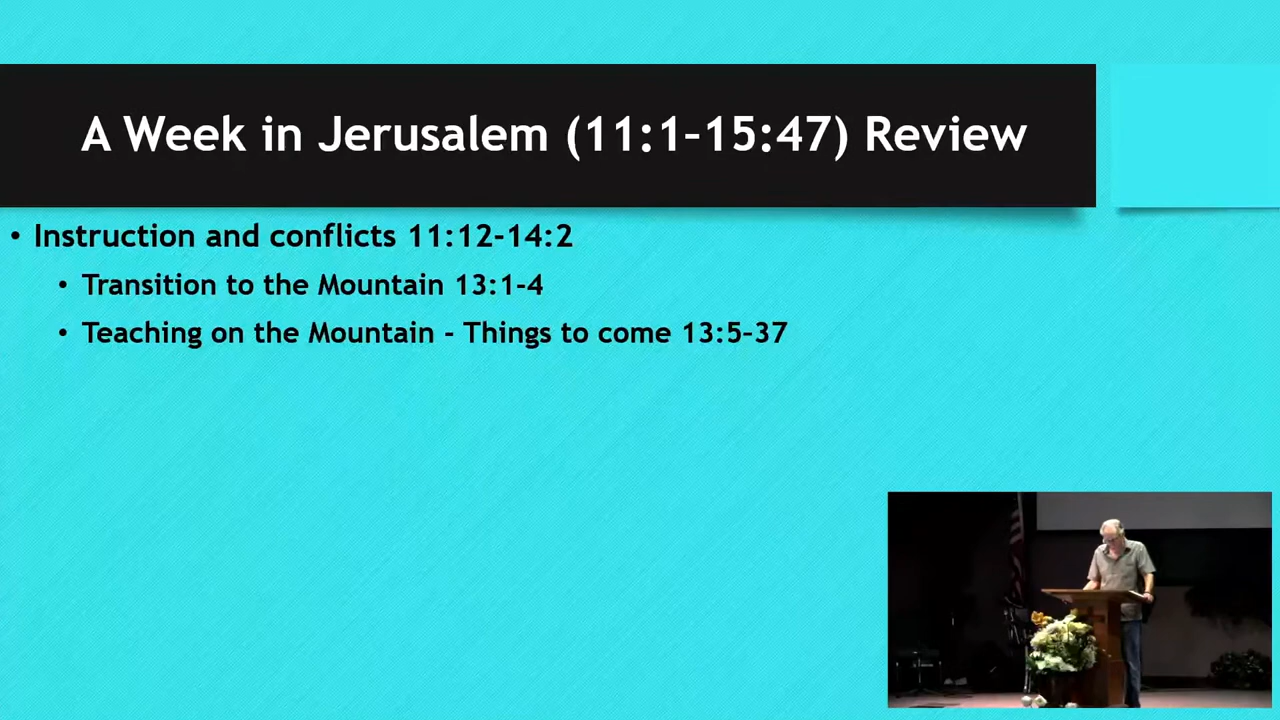 A Week in Jerusalem (11:1–15:47) Review
• Instruction and conflicts 11:12-14:2
• Transition to the Mountain 13:1-4
• Teaching on the Mountain - Things to come 13:5–37